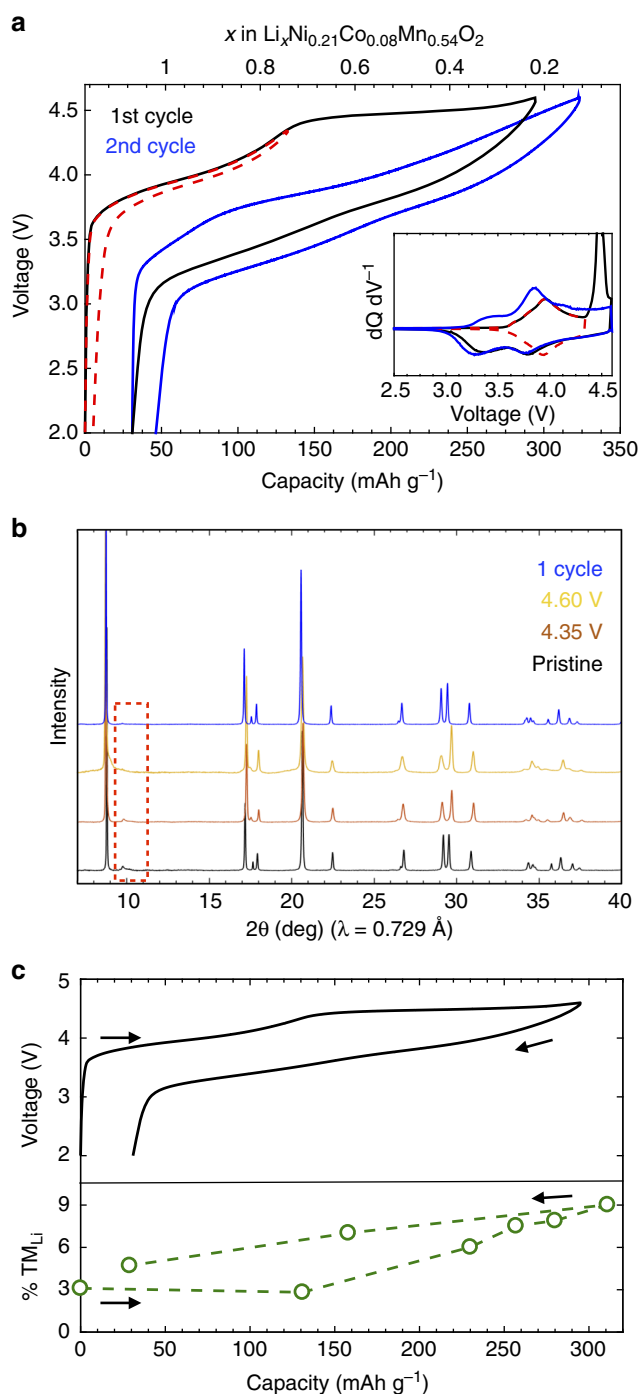 a
x in LiₓNi₀.₂₁Co₀.₀₈Mn₀.₅₄O₂
1 0.8 0.6 0.4 0.2
4.5
4.0
3.5
3.0
2.5
2.0
Voltage (V)
1st cycle
2nd cycle
dQ dV⁻¹
2.5 3.0 3.5 4.0 4.5
Voltage (V)
0 50 100 150 200 250 300 350
Capacity (mAh g⁻¹)
b
1 cycle
4.60 V
4.35 V
Pristine
Intensity
10 15 20 25 30 35 40
2θ (deg) (λ = 0.729 Å)
c
5
4
3
2
Voltage (V)
9
6
3
0
% TM_Li
0 50 100 150 200 250 300
Capacity (mAh g⁻¹)